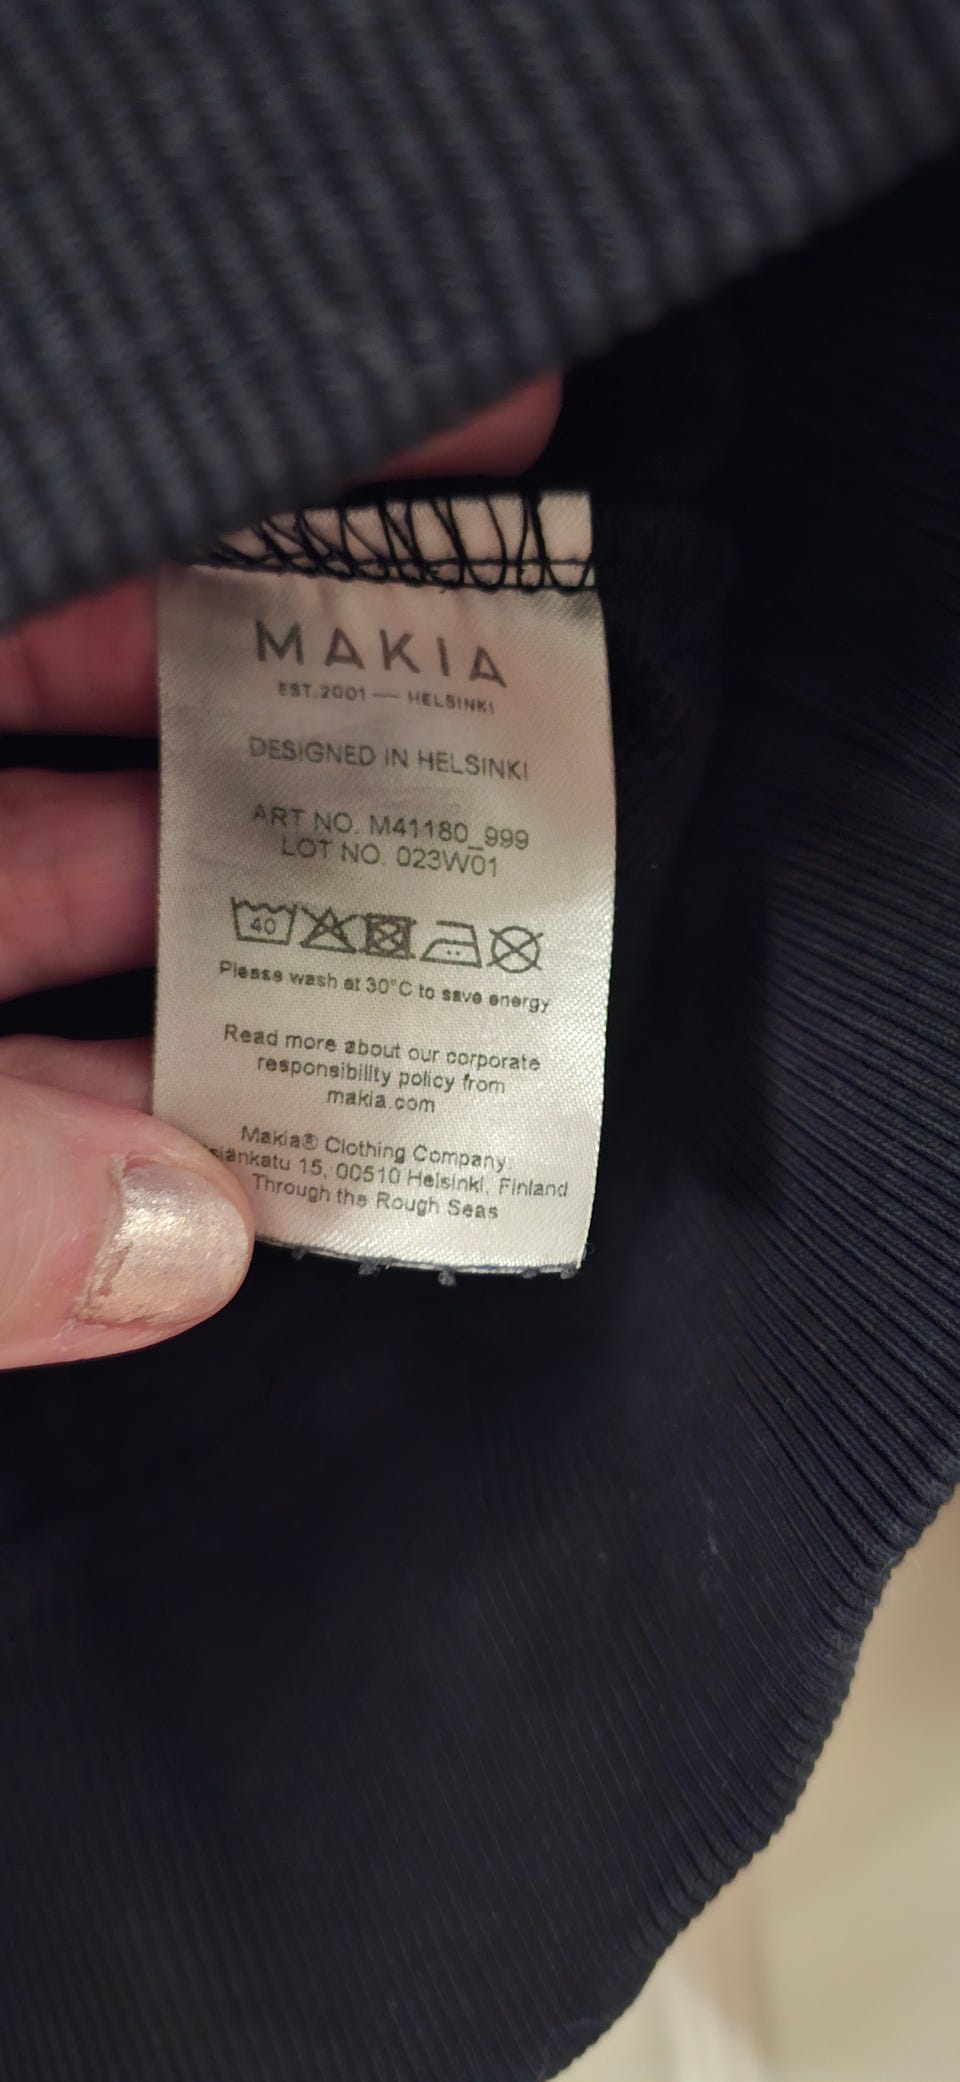 MAKIA
EST.2001 — HELSINKI
DESIGNED IN HELSINKI
ART NO. M41180_999
LOT NO. 023W01
40
Please wash at 30°C to save energy
Read more about our corporate
responsibility policy from
makia.com
Makia® Clothing Company
15, 00510 Helsinki, Finland
Through the Rough Seas